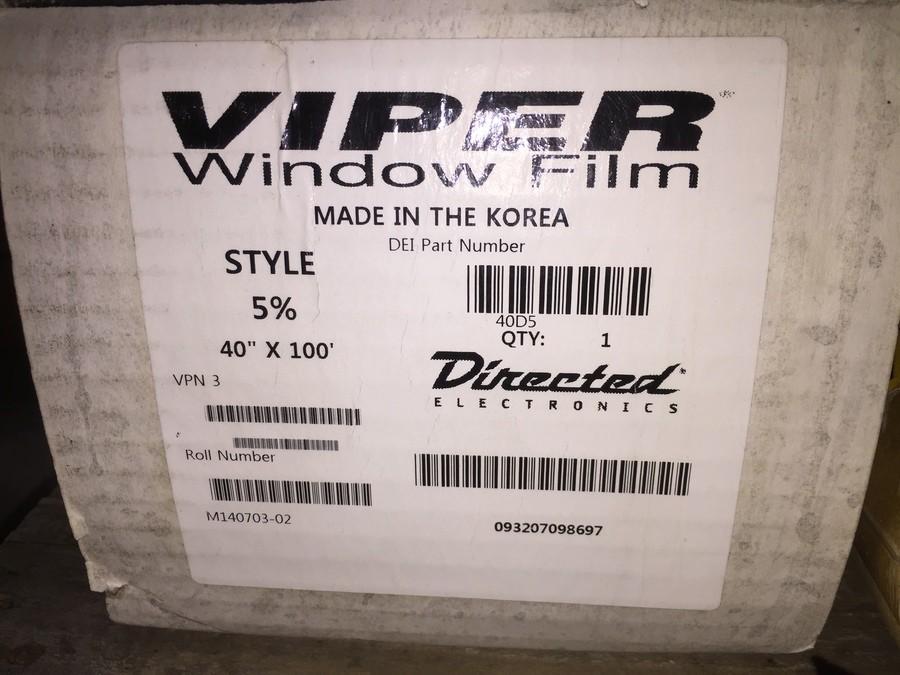 VIPER
Window Film
MADE IN THE KOREA
DEI Part Number
STYLE
5%
40" X 100'
40D5
QTY: 1
Directed
ELECTRONICS
VPN 3
Roll Number
M140703-02
093207098697